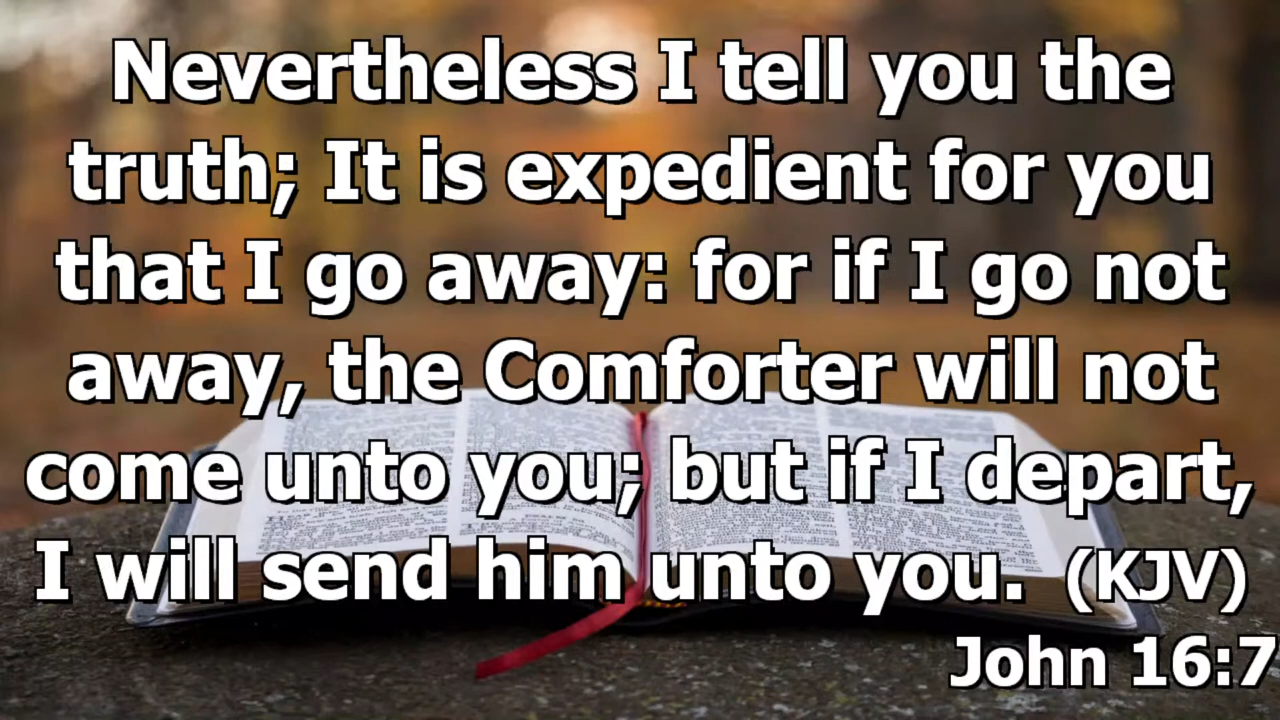 Nevertheless I tell you the
truth; It is expedient for you
that I go away: for if I go not
away, the Comforter will not
come unto you; but if I depart,
I will send him unto you. (KJV)
John 16:7